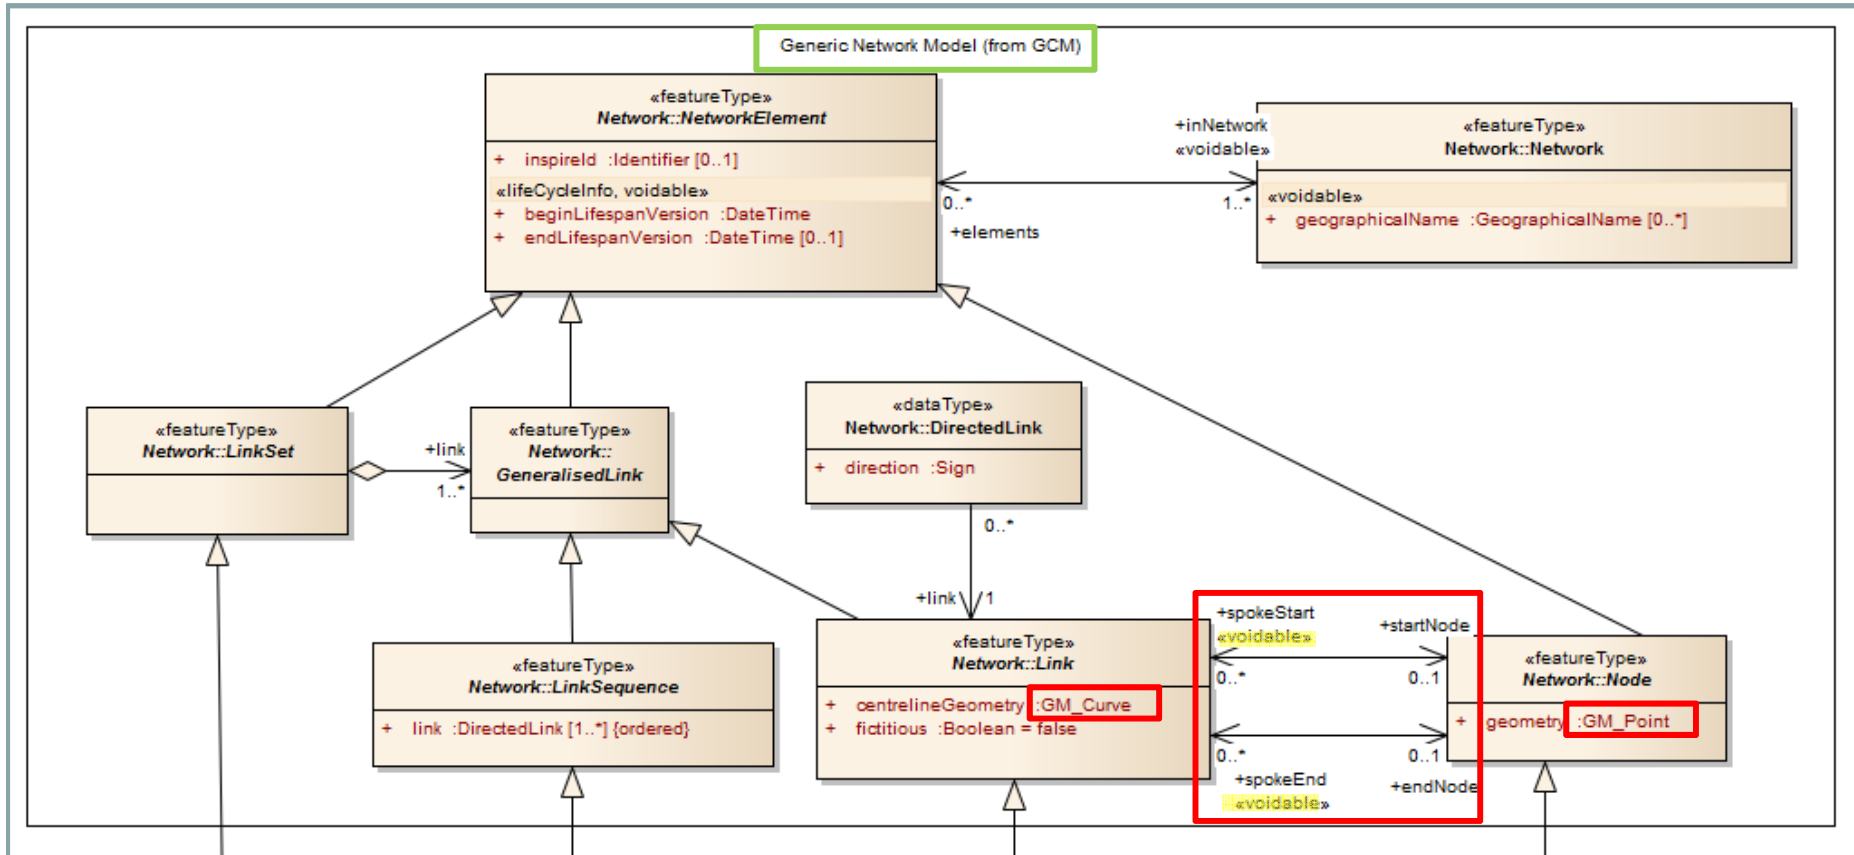 Generic Network Model (from GCM)
«featureType»
Network::NetworkElement
+ inspireId :Identifier [0..1]
«lifeCycleInfo, voidable»
+ beginLifespanVersion :DateTime
+ endLifespanVersion :DateTime [0..1]
+inNetwork
«voidable»
0..*
1..*
+elements
«featureType»
Network::Network
«voidable»
+ geographicalName :GeographicalName [0..*]
«featureType»
Network::LinkSet
+link
1..*
«featureType»
Network::
GeneralisedLink
«dataType»
Network::DirectedLink
+ direction :Sign
0..*
+link
1
«featureType»
Network::LinkSequence
+ link :DirectedLink [1..*] {ordered}
«featureType»
Network::Link
+ centrelineGeometry :GM_Curve
+ fictitious :Boolean = false
+spokeStart
«voidable»
+startNode
0..*
0..1
0..*
0..1
+spokeEnd
«voidable»
+endNode
«featureType»
Network::Node
+ geometry :GM_Point